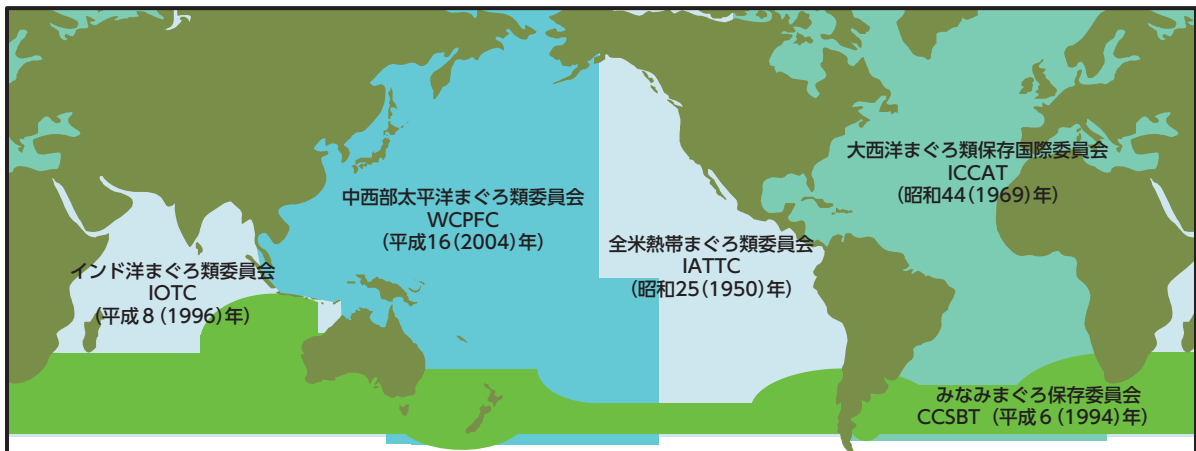 大西洋まぐろ類保存国際委員会
ICCAT
（昭和44（1969）年）
中西部太平洋まぐろ類委員会
WCPFC
（平成16（2004）年）
全米熱帯まぐろ類委員会
IATTC
（昭和25（1950）年）
インド洋まぐろ類委員会
IOTC
（平成８（1996）年）
みなみまぐろ保存委員会
CCSBT（平成６（1994）年）